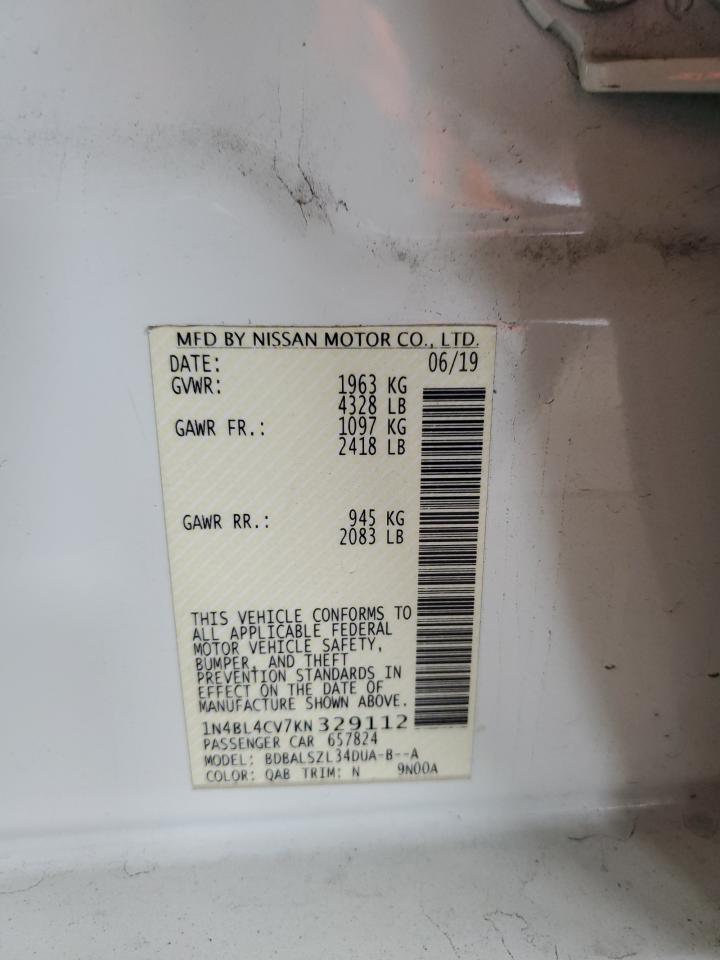 MFD BY NISSAN MOTOR CO., LTD.
DATE: 06/19
GVWR: 1963 KG
4328 LB
GAWR FR.: 1097 KG
2418 LB
GAWR RR.: 945 KG
2083 LB
THIS VEHICLE CONFORMS TO
ALL APPLICABLE FEDERAL
MOTOR VEHICLE SAFETY,
BUMPER, AND THEFT
PREVENTION STANDARDS IN
EFFECT ON THE DATE OF
MANUFACTURE SHOWN ABOVE.
1N4BL4CV7KN 329112
PASSENGER CAR 657824
MODEL: BDBALSZL34DUA-B--A
COLOR: QAB TRIM: N 9N00A